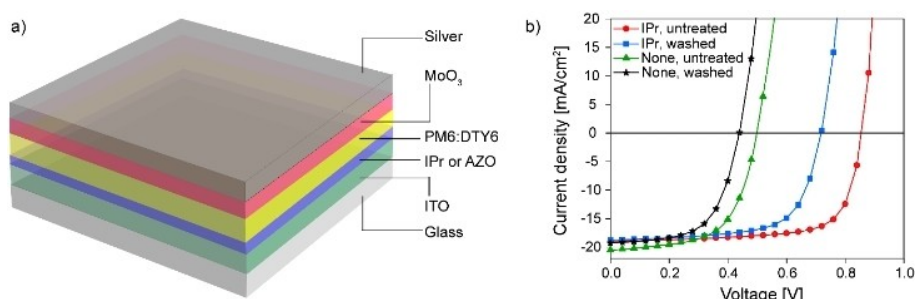 a)
Silver
MoO₃
PM6:DTY6
IPr or AZO
ITO
Glass
b)
Current density [mA/cm²]
20
15
10
5
0
-5
-10
-15
-20
IPr, untreated
IPr, washed
None, untreated
None, washed
0.0 0.2 0.4 0.6 0.8 1.0
Voltage [V]